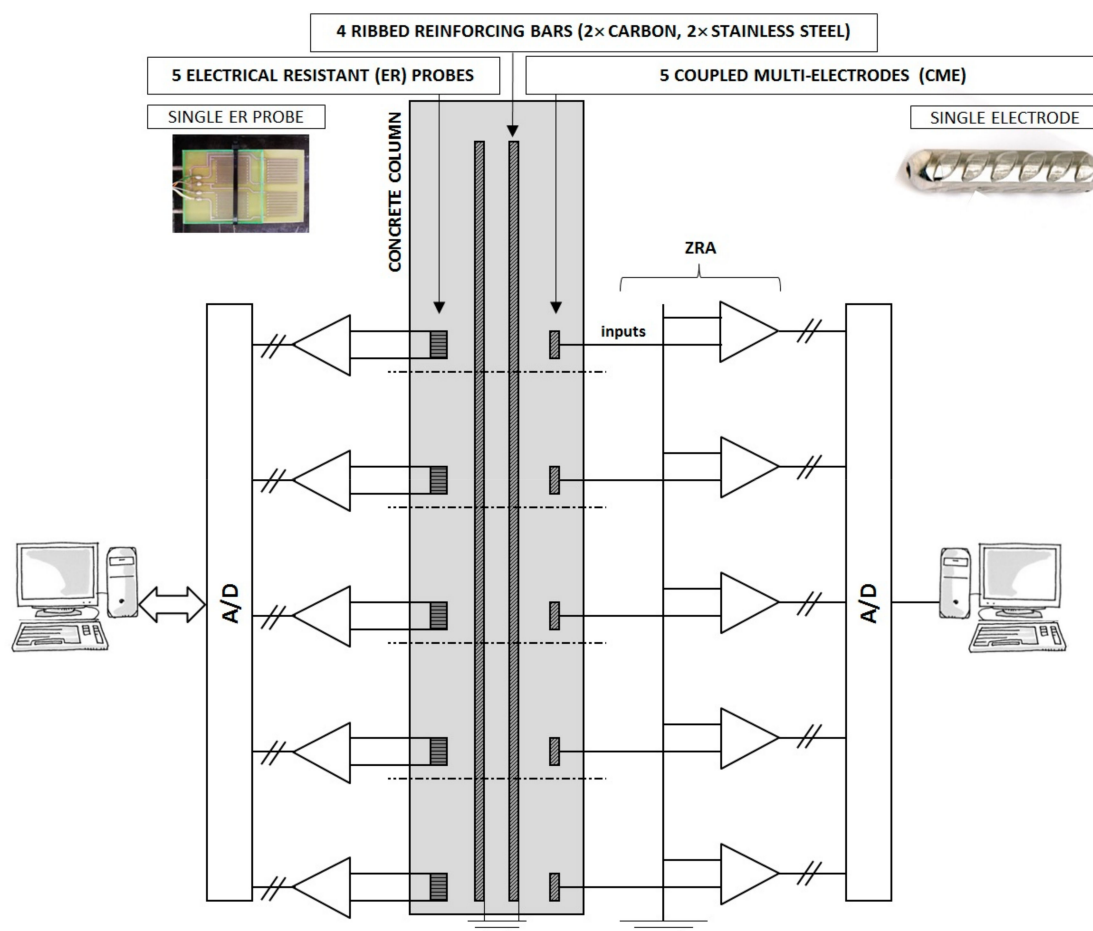 4 RIBBED REINFORCING BARS (2× CARBON, 2× STAINLESS STEEL)
5 ELECTRICAL RESISTANT (ER) PROBES
5 COUPLED MULTI-ELECTRODES (CME)
SINGLE ER PROBE
SINGLE ELECTRODE
CONCRETE COLUMN
ZRA
inputs
A/D
A/D